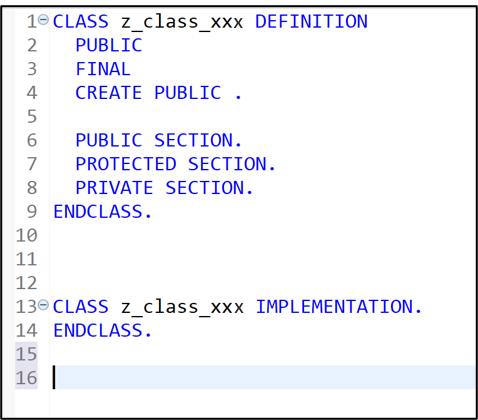 1 CLASS z_class_xxx DEFINITION
2 PUBLIC
3 FINAL
4 CREATE PUBLIC .
5
6 PUBLIC SECTION.
7 PROTECTED SECTION.
8 PRIVATE SECTION.
9 ENDCLASS.
10
11
12
13 CLASS z_class_xxx IMPLEMENTATION.
14 ENDCLASS.
15
16